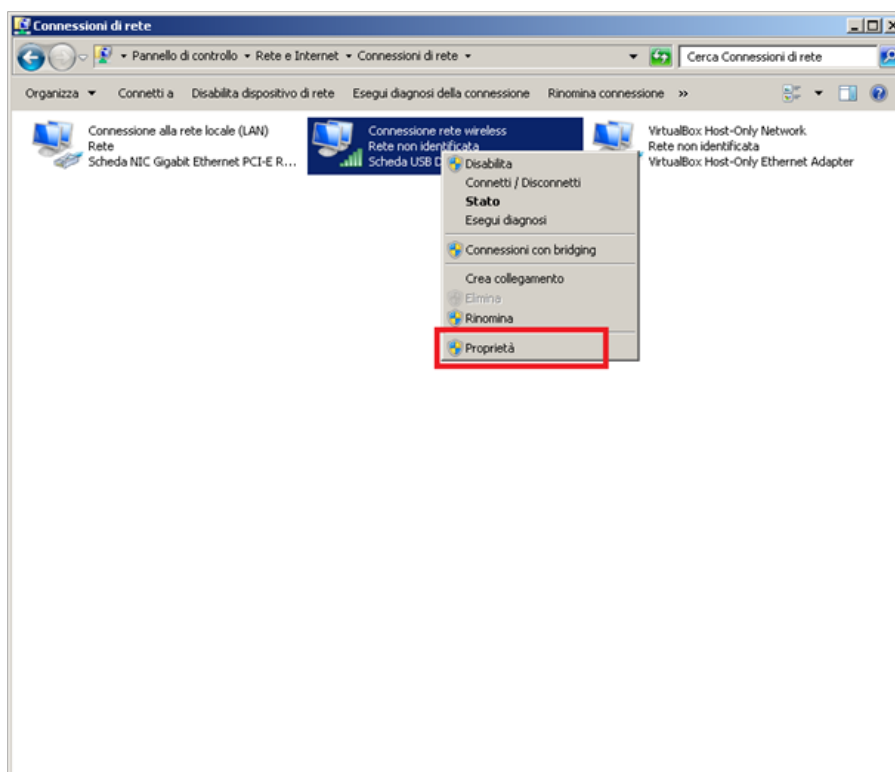 Connessioni di rete
Pannello di controllo Rete e Internet Connessioni di rete
Cerca Connessioni di rete
Organizza Connetti a Disabilita dispositivo di rete Esegui diagnosi della connessione Rinomina connessione »
Connessione alla rete locale (LAN)
Rete
Scheda NIC Gigabit Ethernet PCI-E R...
Connessione rete wireless
Rete non identificata
Scheda USB D
VirtualBox Host-Only Network
Rete non identificata
VirtualBox Host-Only Ethernet Adapter
Disabilita
Connetti / Disconnetti
Stato
Esegui diagnosi
Connessioni con bridging
Crea collegamento
Elimina
Rinomina
Proprietà